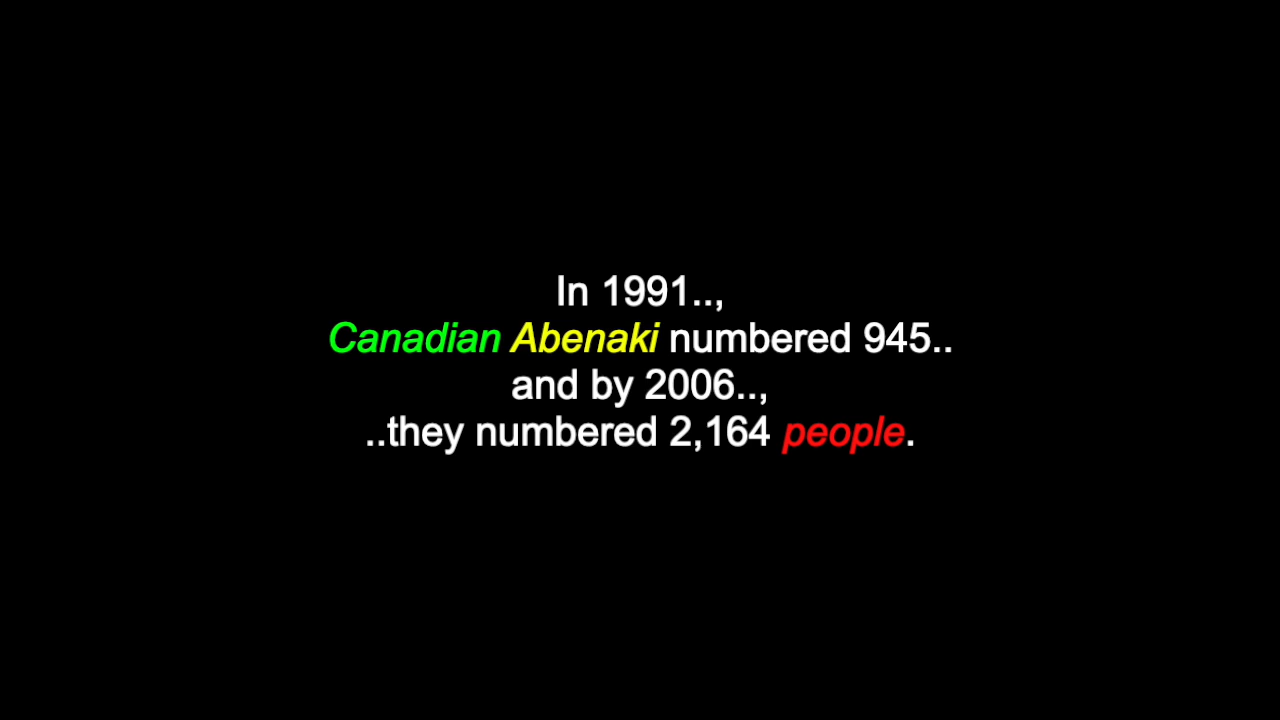 In 1991..,
Canadian Abenaki numbered 945..
and by 2006..,
..they numbered 2,164 people.